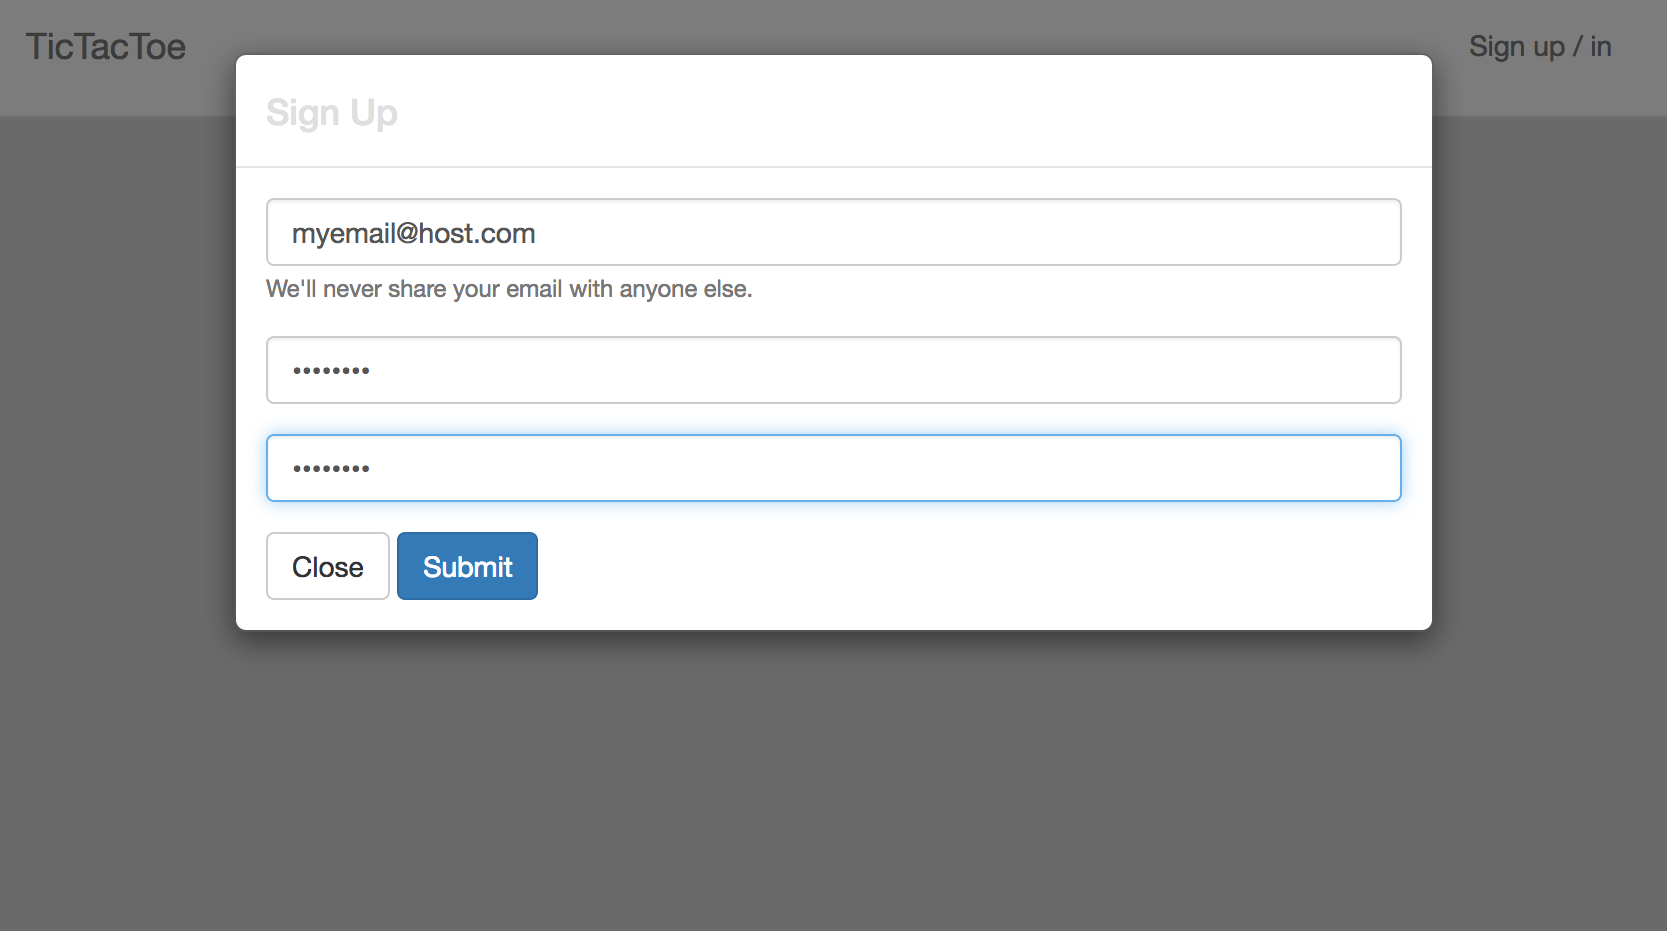 TicTacToe
Sign up / in
Sign Up
myemail@host.com
We'll never share your email with anyone else.
••••••••
••••••••
Close
Submit